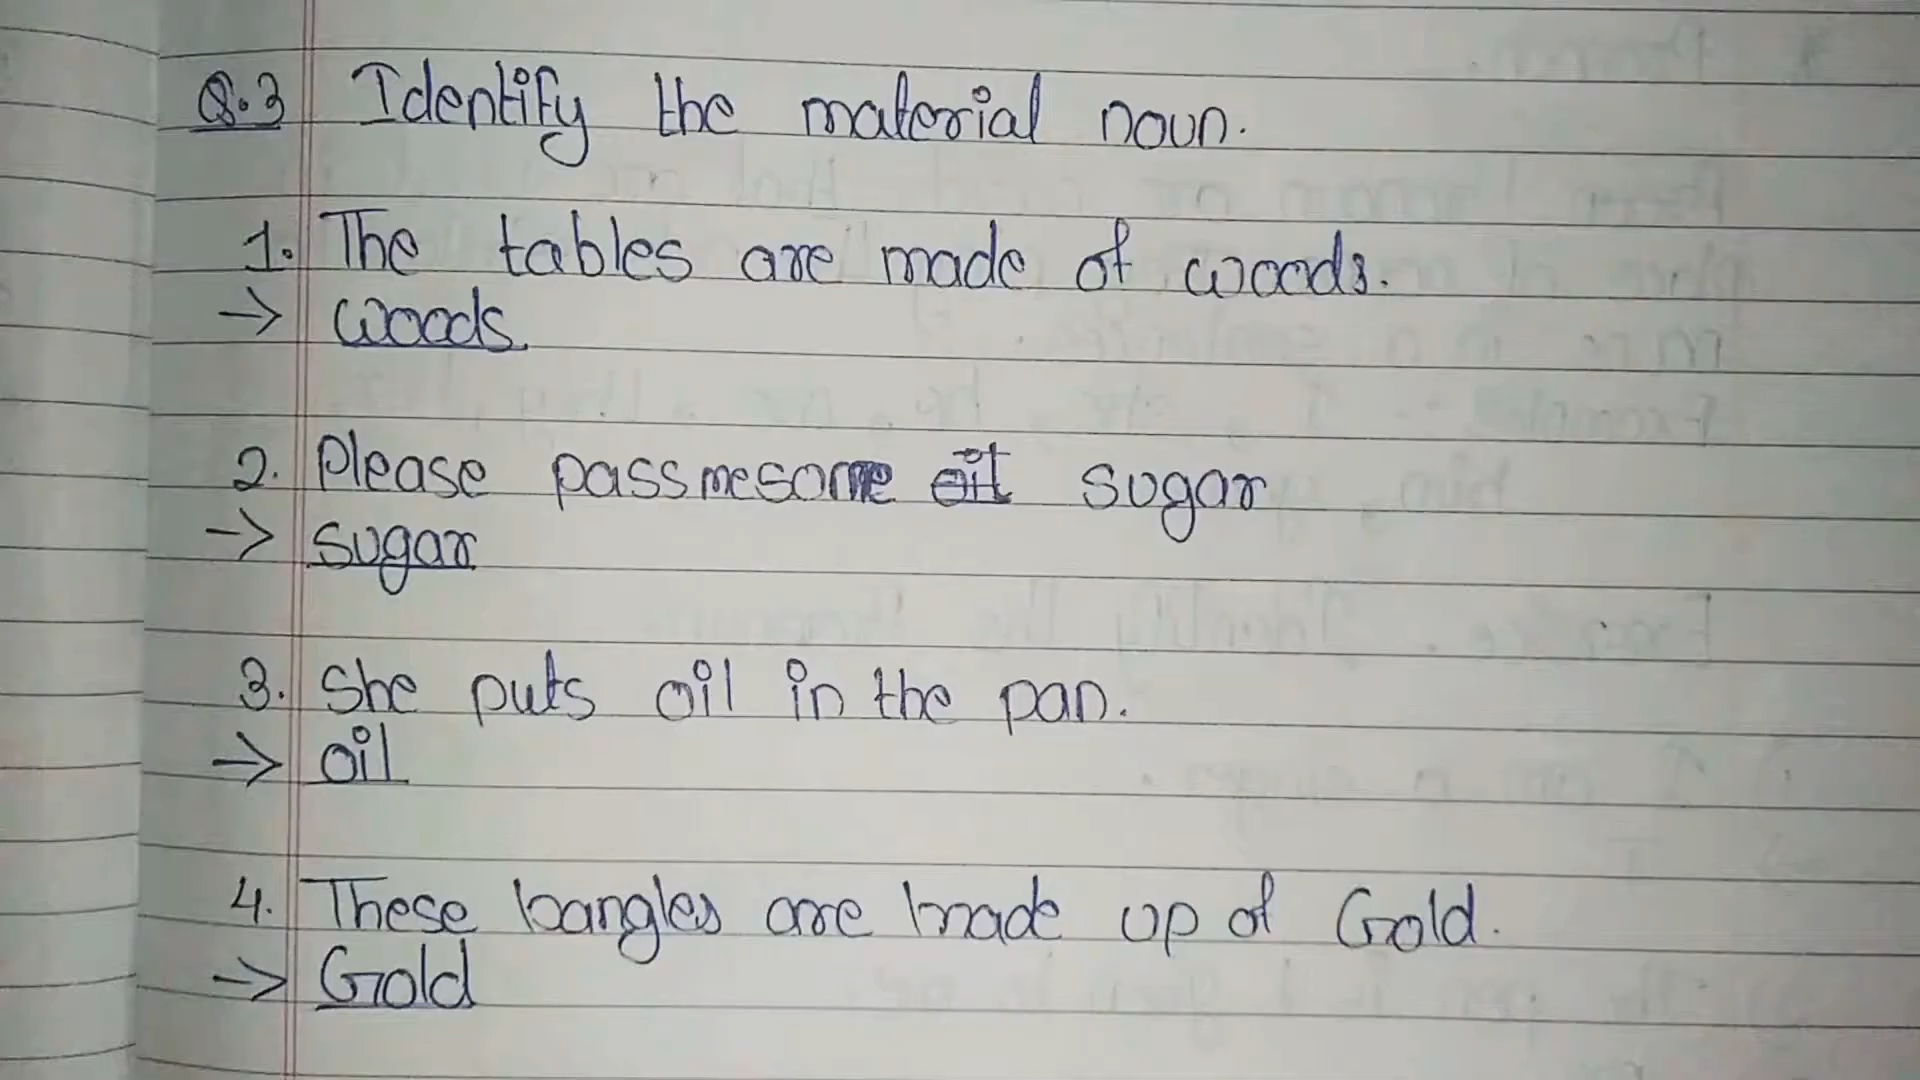 Q.3 Identify the material noun.
1. The tables are made of woods.
→ woods.
2. Please pass me some oil sugar
→ sugar
3. She puts oil in the pan.
→ oil
4. These bangles are made up of Gold.
→ Gold